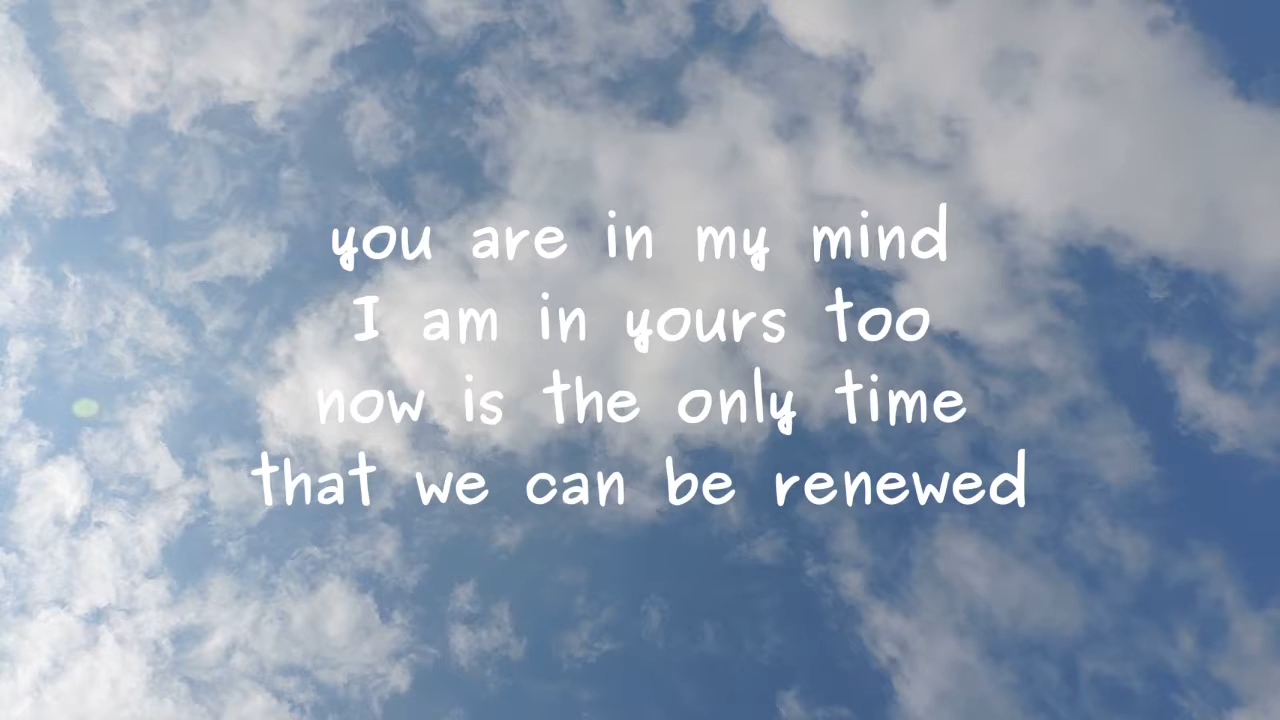 you are in my mind
I am in yours too
now is the only time
that we can be renewed